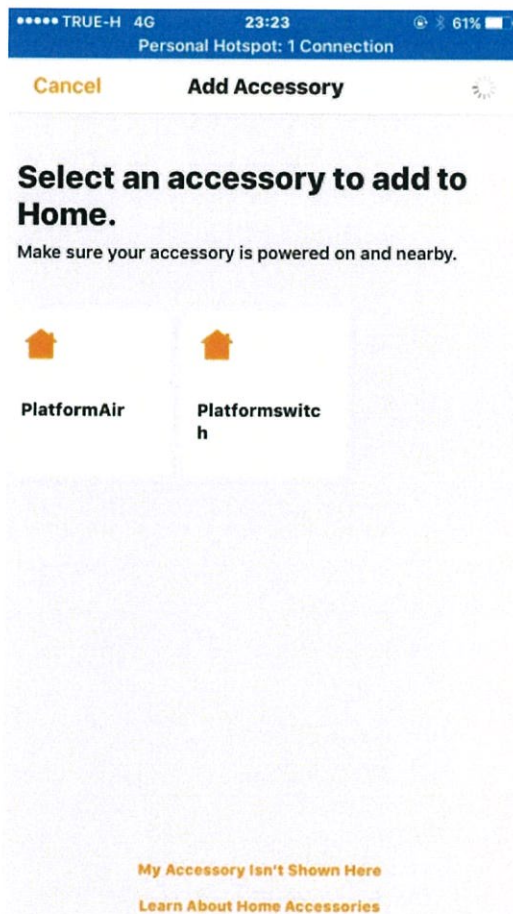 TRUE-H 4G 23:23 61%
Personal Hotspot: 1 Connection
Cancel Add Accessory
Select an accessory to add to
Home.
Make sure your accessory is powered on and nearby.
PlatformAir Platformswitc
h
My Accessory Isn't Shown Here
Learn About Home Accessories